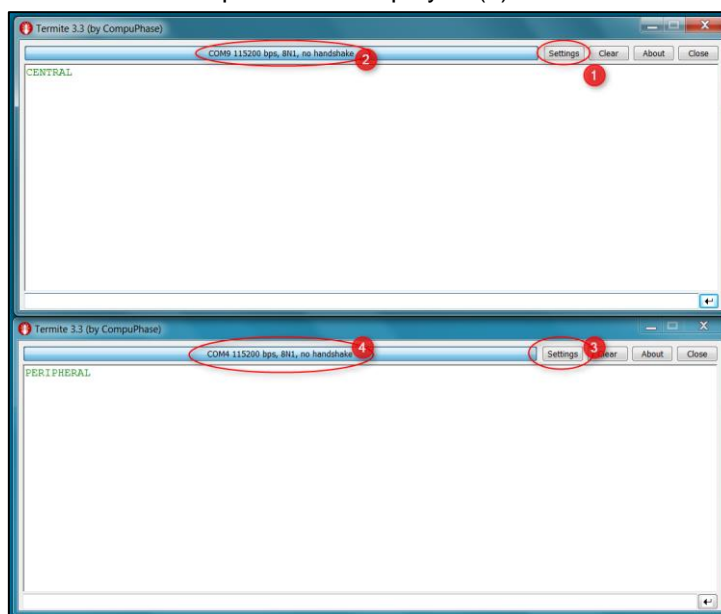 Termite 3.3 (by CompuPhase)
COM9 115200 bps, 8N1, no handshake 2 Settings Clear About Close
1
CENTRAL
Termite 3.3 (by CompuPhase)
COM4 115200 bps, 8N1, no handshake 4 Settings 3 Clear About Close
PERIPHERAL